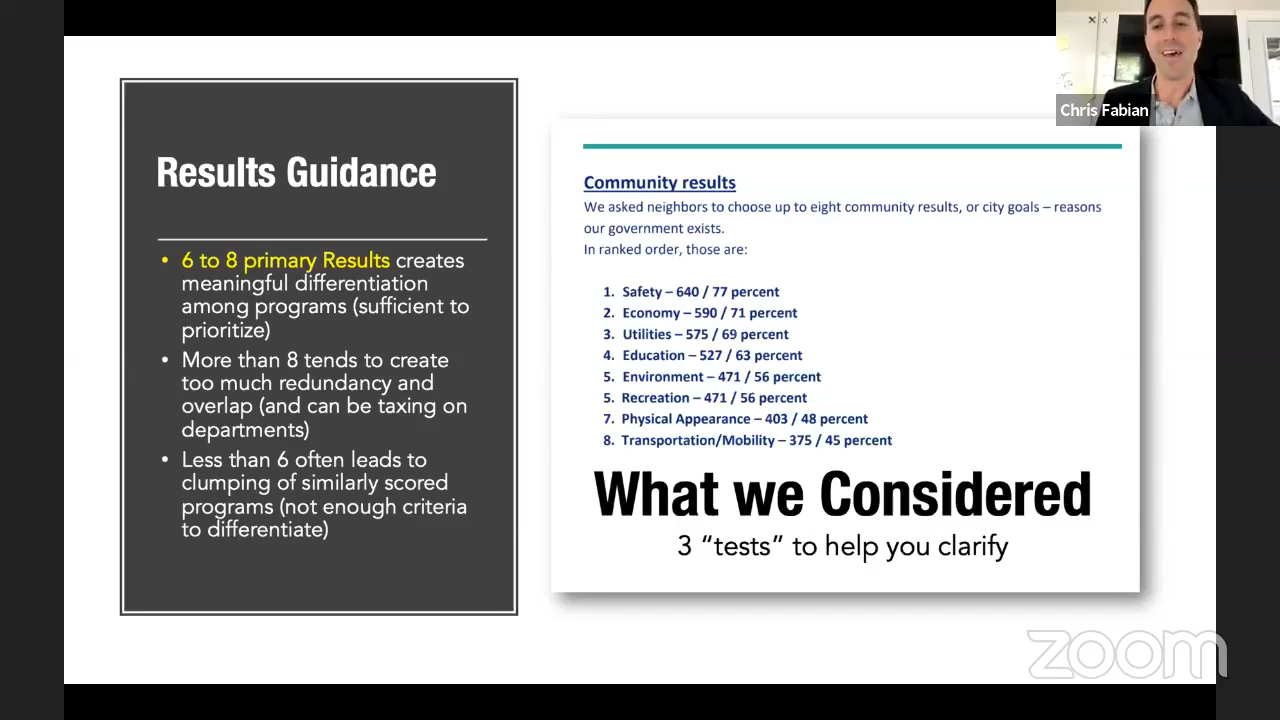 Chris Fabian
Results Guidance
• 6 to 8 primary Results creates
meaningful differentiation
among programs (sufficient to
prioritize)
• More than 8 tends to create
too much redundancy and
overlap (and can be taxing on
departments)
• Less than 6 often leads to
clumping of similarly scored
programs (not enough criteria
to differentiate)
Community results
We asked neighbors to choose up to eight community results, or city goals – reasons
our government exists.
In ranked order, those are:
1. Safety – 640 / 77 percent
2. Economy – 590 / 71 percent
3. Utilities – 575 / 69 percent
4. Education – 527 / 63 percent
5. Environment – 471 / 56 percent
5. Recreation – 471 / 56 percent
7. Physical Appearance – 403 / 48 percent
8. Transportation/Mobility – 375 / 45 percent
What we Considered
3 “tests” to help you clarify
zoom